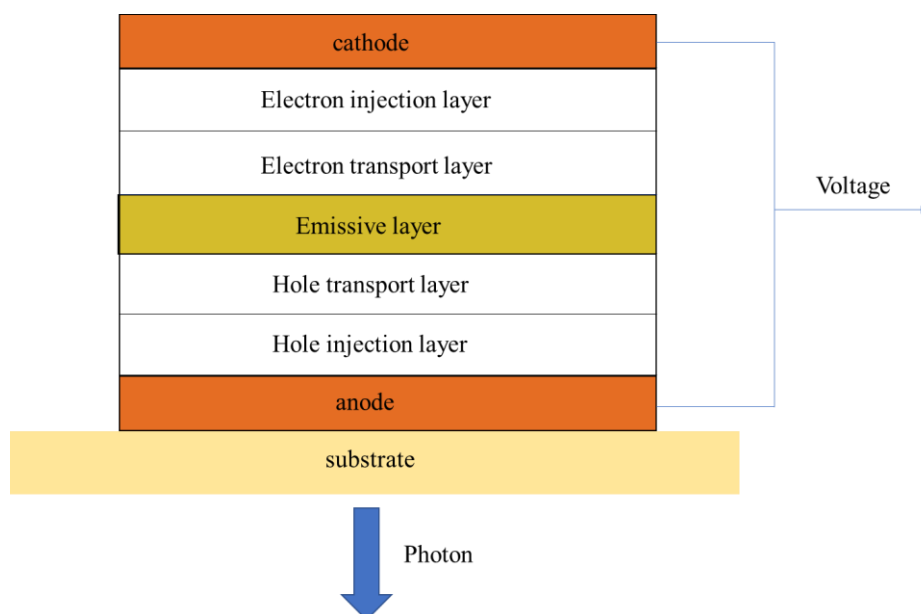 cathode
Electron injection layer
Electron transport layer
Voltage
Emissive layer
Hole transport layer
Hole injection layer
anode
substrate
Photon